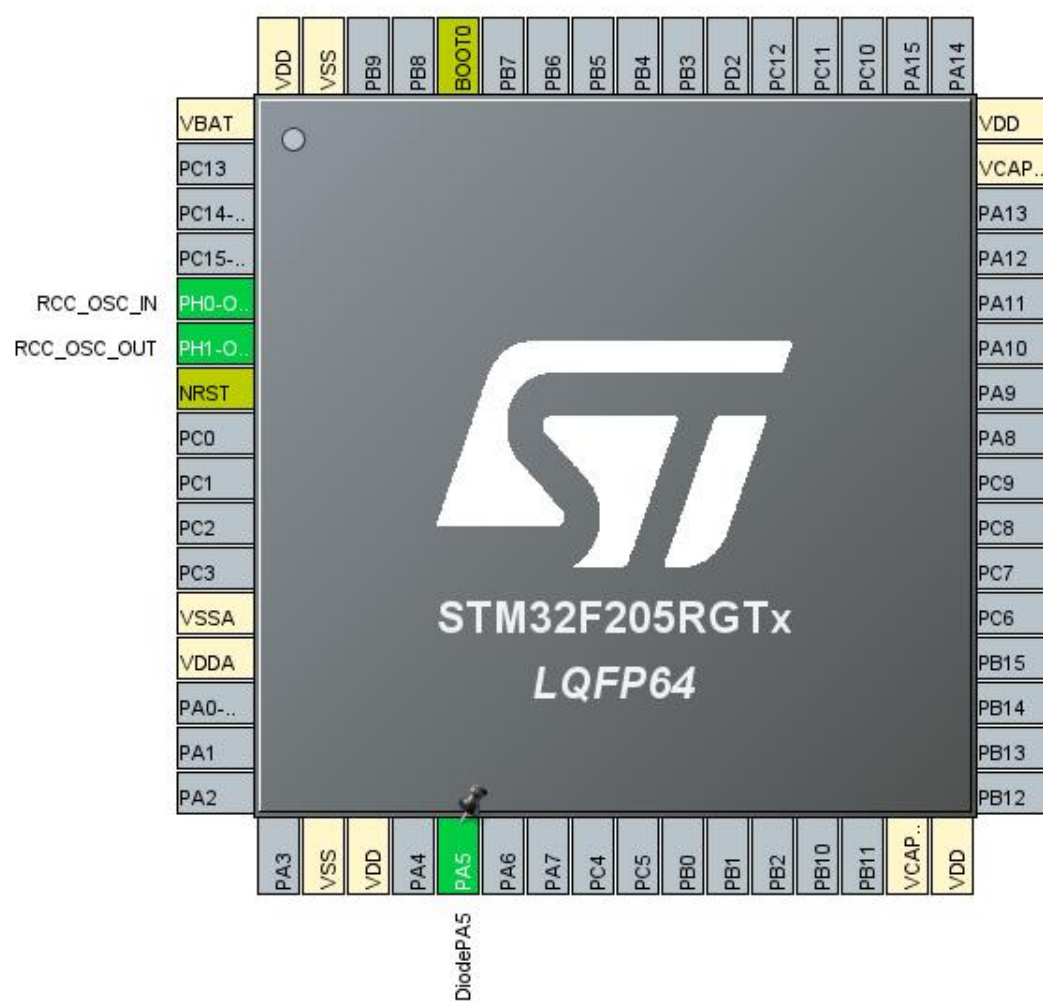 VDD
VSS
PB9
PB8
BOOT0
PB7
PB6
PB5
PB4
PB3
PD2
PC12
PC11
PC10
PA15
PA14
VBAT
PC13
PC14-..
PC15-..
RCC_OSC_IN PH0-O..
RCC_OSC_OUT PH1-O..
NRST
PC0
PC1
PC2
PC3
VSSA
VDDA
PA0-..
PA1
PA2
ST
STM32F205RGTx
LQFP64
VDD
VCAP..
PA13
PA12
PA11
PA10
PA9
PA8
PC9
PC8
PC7
PC6
PB15
PB14
PB13
PB12
PA3
VSS
VDD
PA4
PA5
PA6
PA7
PC4
PC5
PB0
PB1
PB2
PB10
PB11
VCAP..
VDD
DiodePA5